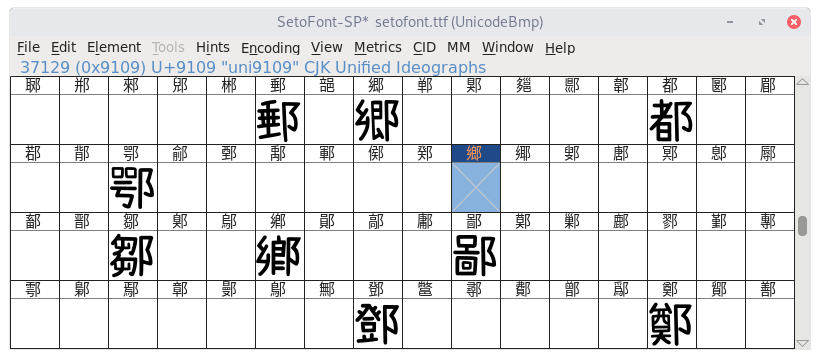 SetoFont-SP* setofont.ttf (UnicodeBmp)
File Edit Element Tools Hints Encoding View Metrics CID MM Window Help
37129 (0x9109) U+9109 "uni9109" CJK Unified Ideographs
郰 郱 郲 郳 郴 郵 郶 郷 郸 郹 郺 郻 郼 都 郾 郿
郵 郷 都
鄀 鄁 鄂 鄃 鄄 鄅 鄆 鄇 鄈 鄉 鄊 鄋 鄌 鄍 鄎 鄏
鄂
鄐 鄑 鄒 鄓 鄔 鄕 鄖 鄗 鄘 鄙 鄚 鄛 鄜 鄝 鄞 鄟
鄒 鄕 鄙
鄠 鄡 鄢 鄣 鄤 鄥 鄦 鄧 鄨 鄩 鄪 鄫 鄬 鄭 鄮 鄯
鄧 鄭